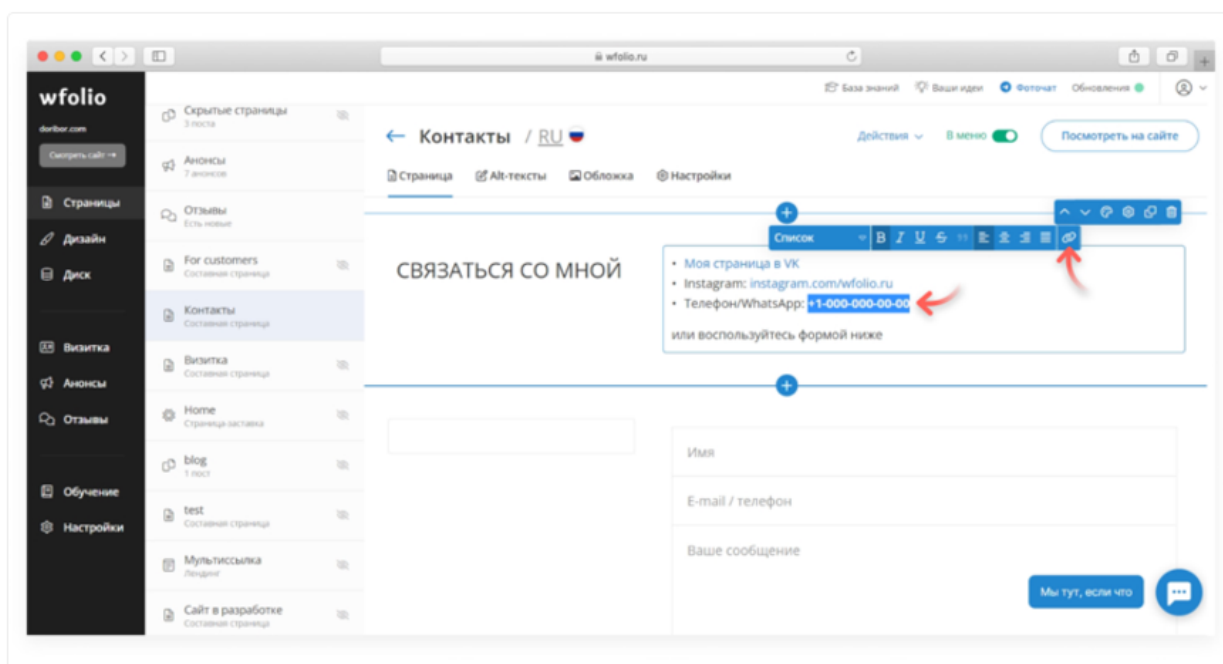 wfolio.ru
wfolio
doribor.com
Смотреть сайт →
Страницы
Дизайн
Диск
Визитка
Анонсы
Отзывы
Обучение
Настройки
Скрытые страницы
3 поста
Анонсы
7 анонсов
Отзывы
Есть новые
For customers
Составная страница
Контакты
Составная страница
Визитка
Составная страница
Home
Страница-заставка
blog
1 пост
test
Составная страница
Мультиссылка
Лендинг
Сайт в разработке
Составная страница
База знаний Ваши идеи Фоточат Обновления
← Контакты / RU
Действия В меню Посмотреть на сайте
Страница Alt-тексты Обложка Настройки
Список B I U S
СВЯЗАТЬСЯ СО МНОЙ
• Моя страница в VK
• Instagram: instagram.com/wfolio.ru
• Телефон/WhatsApp: +1-000-000-00-00
или воспользуйтесь формой ниже
Имя
E-mail / телефон
Ваше сообщение
Мы тут, если что